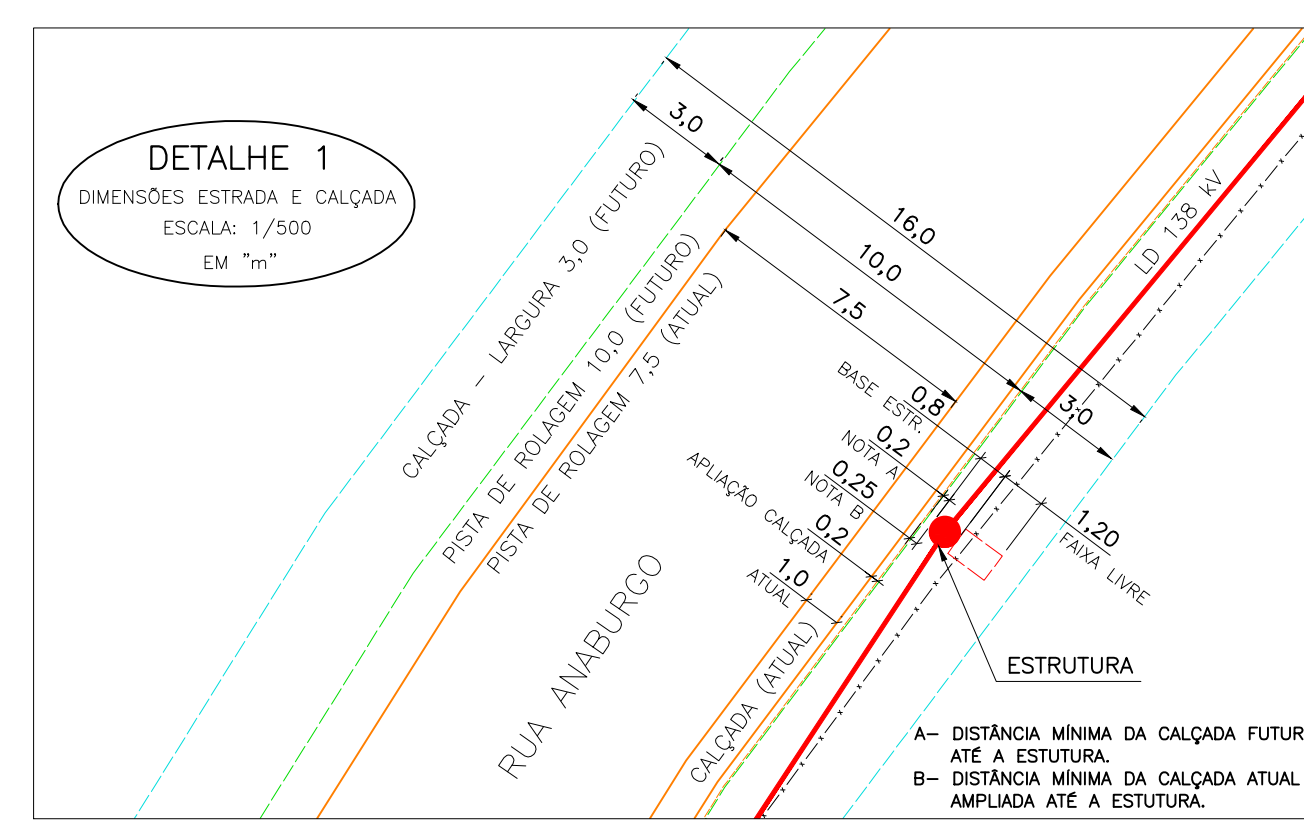 DETALHE 1
DIMENSÕES ESTRADA E CALÇADA
ESCALA: 1/500
EM "m"
3,0
16,0
10,0
7,5
CALÇADA - LARGURA 3,0 (FUTURO)
PISTA DE ROLAGEM 10,0 (FUTURO)
PISTA DE ROLAGEM 7,5 (ATUAL)
LD 138 kV
3,0
0,8
BASE ESTR.
0,2
NOTA A
0,25
NOTA B
0,2
APLIAÇÃO CALÇADA
1,0
ATUAL
1,20
FAIXA LIVRE
RUA ANABURGO
CALÇADA (ATUAL)
ESTRUTURA
A- DISTÂNCIA MÍNIMA DA CALÇADA FUTUR
ATÉ A ESTUTURA.
B- DISTÂNCIA MÍNIMA DA CALÇADA ATUAL
AMPLIADA ATÉ A ESTUTURA.